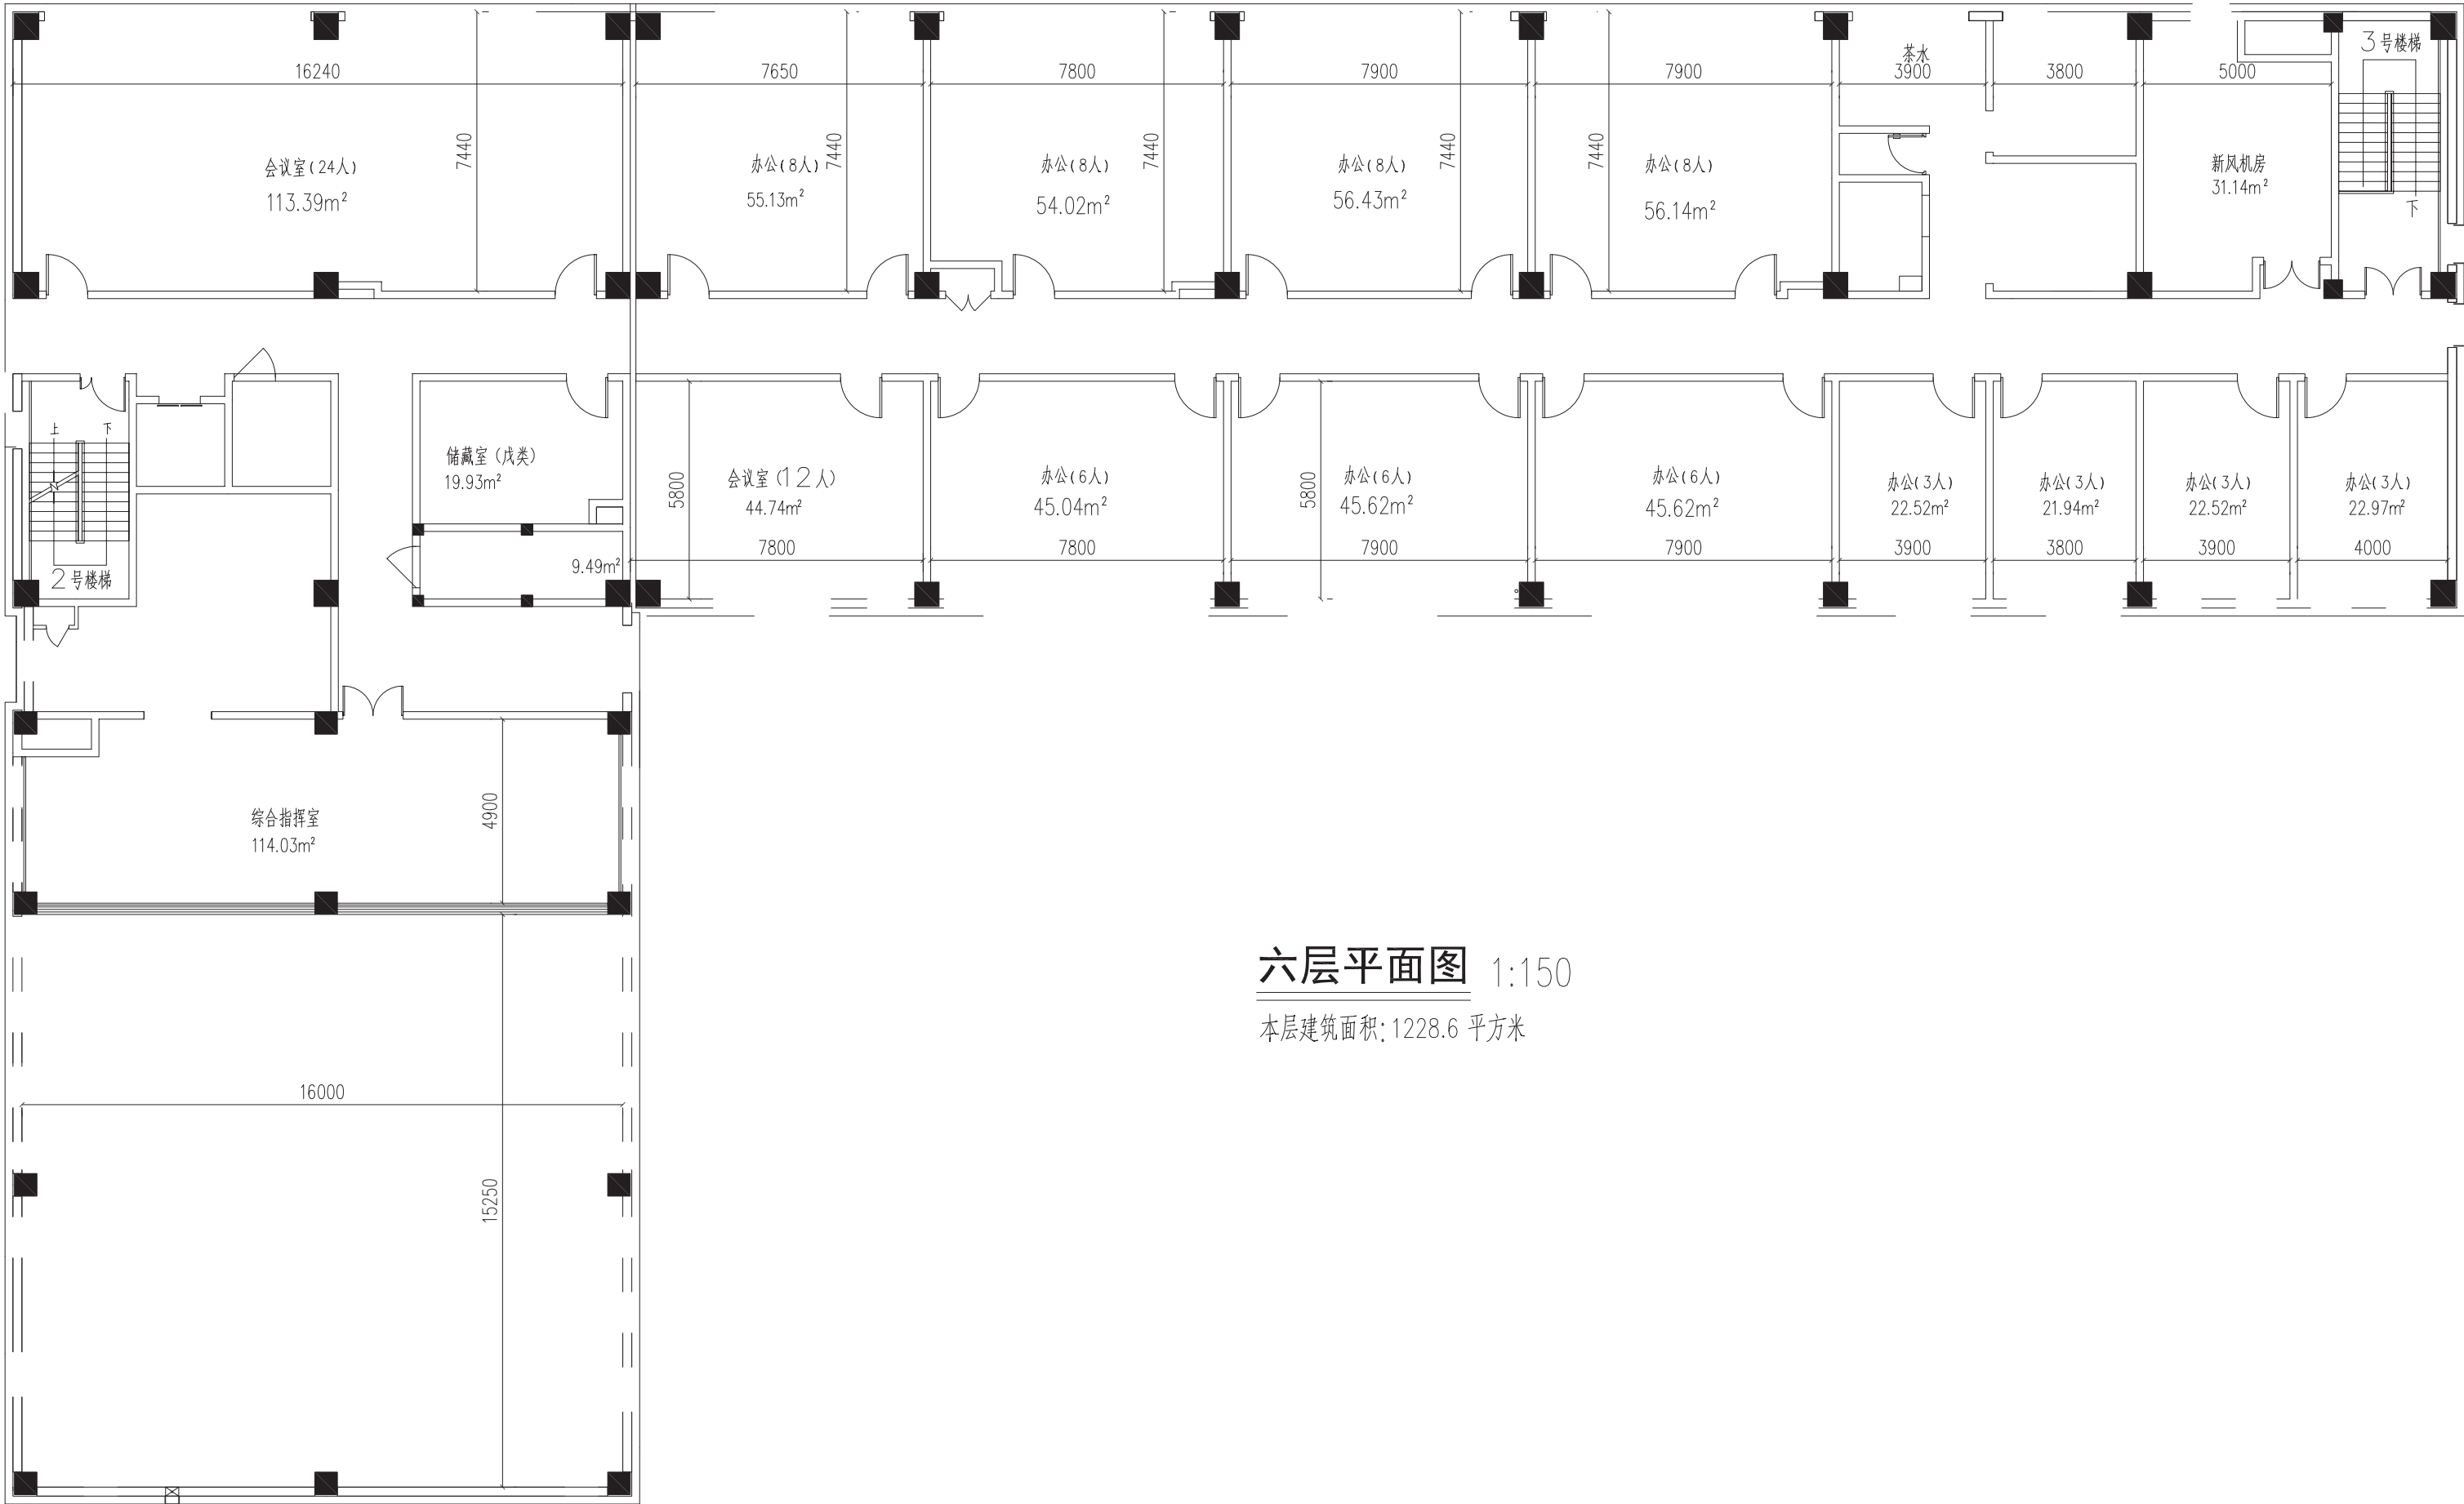 16240
7440
会议室(24人)
113.39m²
7650
7440
办公(8人)
55.13m²
7800
7440
办公(8人)
54.02m²
7900
7440
办公(8人)
56.43m²
7900
7440
办公(8人)
56.14m²
茶水
3900
3800
5000
新风机房
31.14m²
3号楼梯
下
上
下
2号楼梯
储藏室(戊类)
19.93m²
9.49m²
会议室(12人)
44.74m²
5800
7800
办公(6人)
45.04m²
7800
办公(6人)
45.62m²
5800
7900
办公(6人)
45.62m²
7900
办公(3人)
22.52m²
3900
办公(3人)
21.94m²
3800
办公(3人)
22.52m²
3900
办公(3人)
22.97m²
4000
综合指挥室
114.03m²
4900
16000
15250
六层平面图 1:150
本层建筑面积:1228.6 平方米